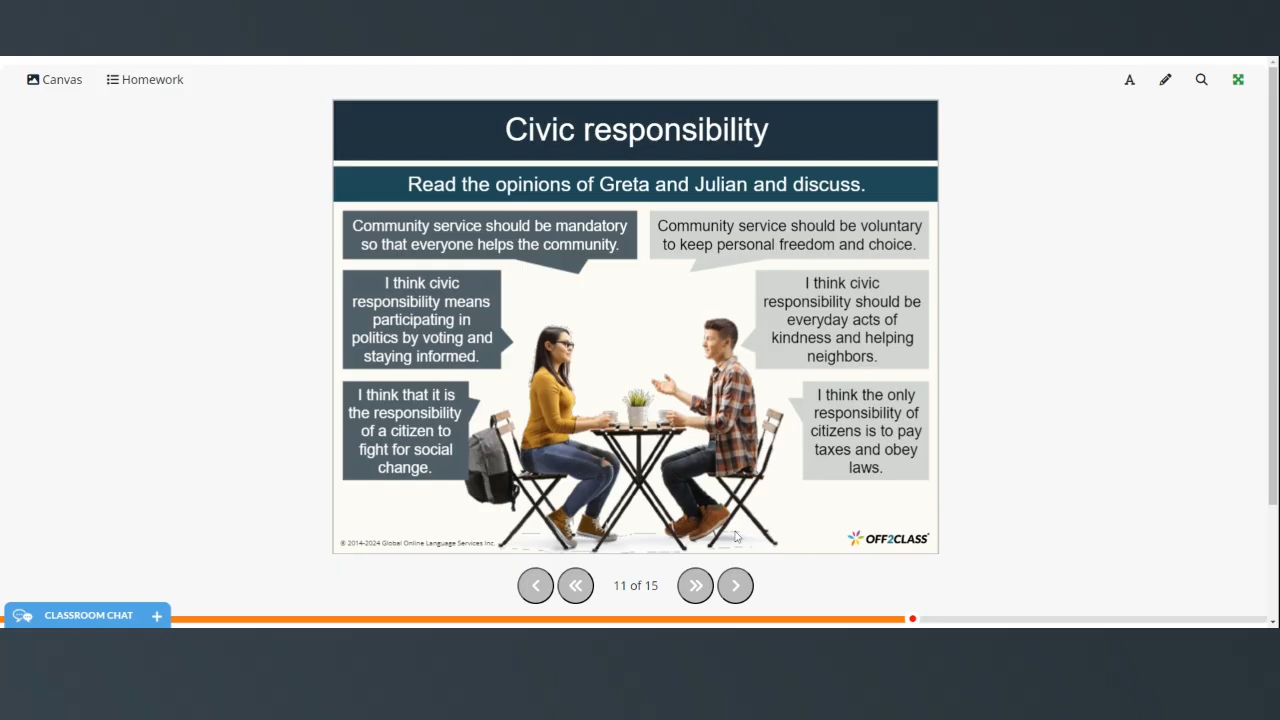 Canvas
Homework
A
Civic responsibility
Read the opinions of Greta and Julian and discuss.
Community service should be mandatory
so that everyone helps the community.
Community service should be voluntary
to keep personal freedom and choice.
I think civic
responsibility means
participating in
politics by voting and
staying informed.
I think civic
responsibility should be
everyday acts of
kindness and helping
neighbors.
I think that it is
the responsibility
of a citizen to
fight for social
change.
I think the only
responsibility of
citizens is to pay
taxes and obey
laws.
© 2014-2024 Global Online Language Services Inc.
OFF2CLASS
11 of 15
CLASSROOM CHAT +